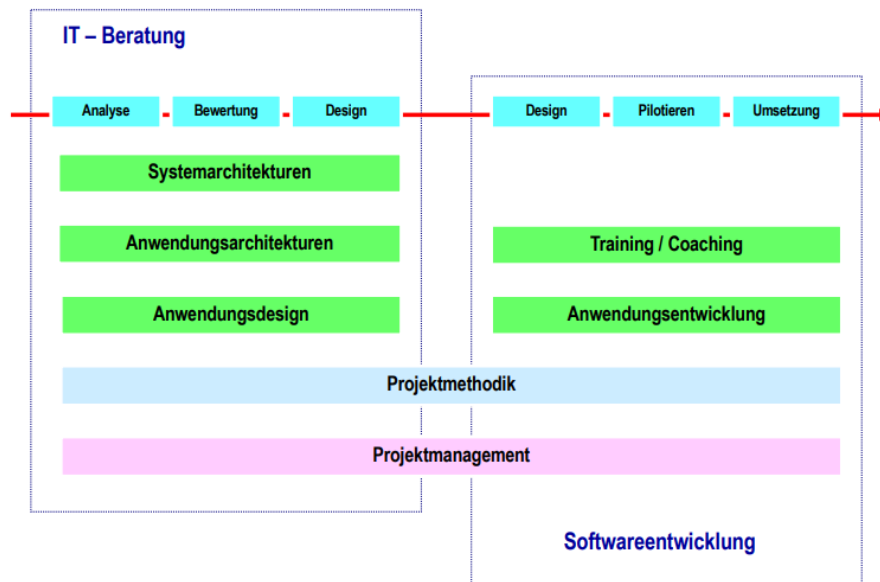 IT – Beratung
Analyse
Bewertung
Design
Design
Pilotieren
Umsetzung
Systemarchitekturen
Anwendungsarchitekturen
Training / Coaching
Anwendungsdesign
Anwendungsentwicklung
Projektmethodik
Projektmanagement
Softwareentwicklung